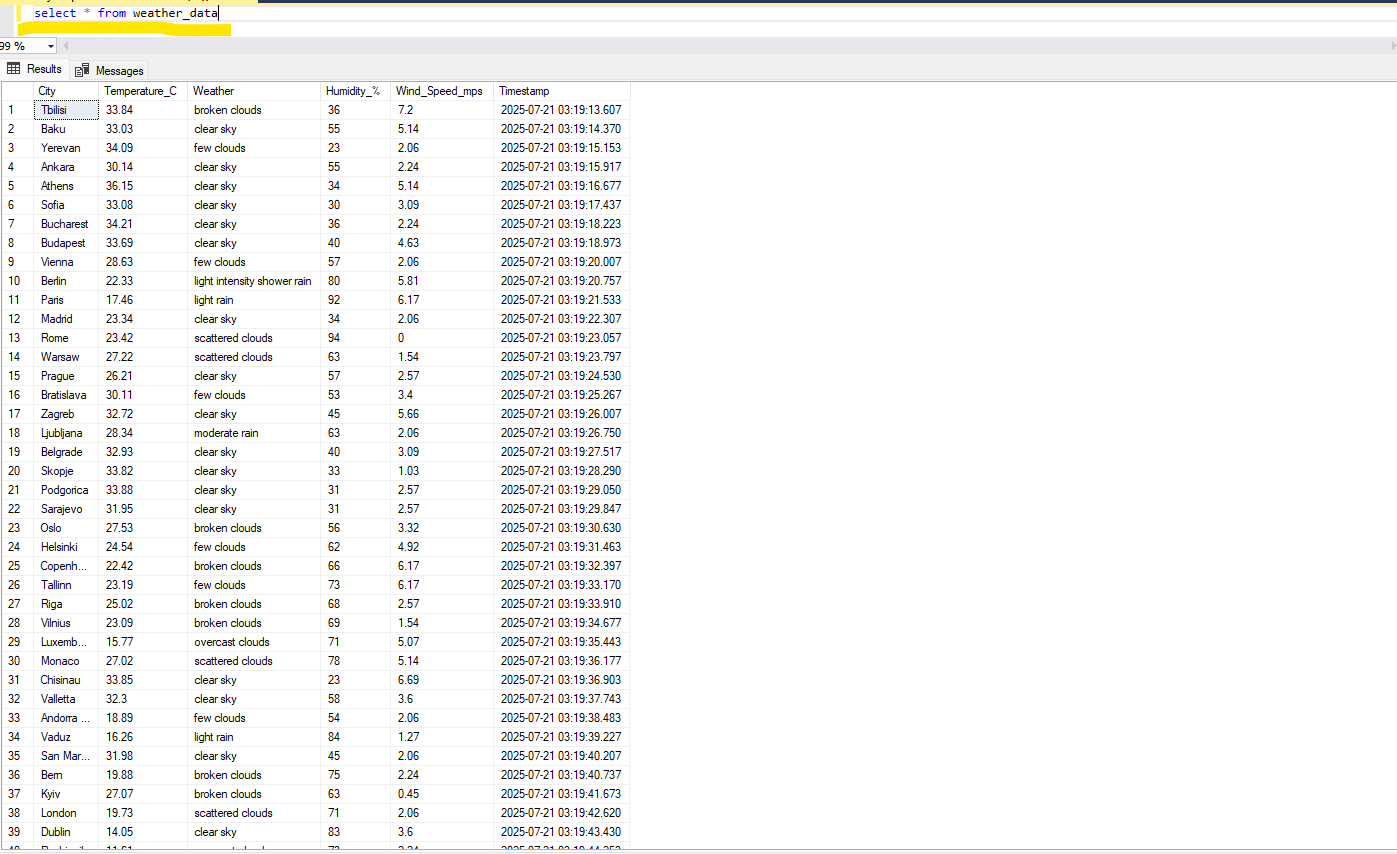 select * from weather_data
99 %
Results Messages
City Temperature_C Weather Humidity_% Wind_Speed_mps Timestamp
1 Tbilisi 33.84 broken clouds 36 7.2 2025-07-21 03:19:13.607
2 Baku 33.03 clear sky 55 5.14 2025-07-21 03:19:14.370
3 Yerevan 34.09 few clouds 23 2.06 2025-07-21 03:19:15.153
4 Ankara 30.14 clear sky 55 2.24 2025-07-21 03:19:15.917
5 Athens 36.15 clear sky 34 5.14 2025-07-21 03:19:16.677
6 Sofia 33.08 clear sky 30 3.09 2025-07-21 03:19:17.437
7 Bucharest 34.21 clear sky 36 2.24 2025-07-21 03:19:18.223
8 Budapest 33.69 clear sky 40 4.63 2025-07-21 03:19:18.973
9 Vienna 28.63 few clouds 57 2.06 2025-07-21 03:19:20.007
10 Berlin 22.33 light intensity shower rain 80 5.81 2025-07-21 03:19:20.757
11 Paris 17.46 light rain 92 6.17 2025-07-21 03:19:21.533
12 Madrid 23.34 clear sky 34 2.06 2025-07-21 03:19:22.307
13 Rome 23.42 scattered clouds 94 0 2025-07-21 03:19:23.057
14 Warsaw 27.22 scattered clouds 63 1.54 2025-07-21 03:19:23.797
15 Prague 26.21 clear sky 57 2.57 2025-07-21 03:19:24.530
16 Bratislava 30.11 few clouds 53 3.4 2025-07-21 03:19:25.267
17 Zagreb 32.72 clear sky 45 5.66 2025-07-21 03:19:26.007
18 Ljubljana 28.34 moderate rain 63 2.06 2025-07-21 03:19:26.750
19 Belgrade 32.93 clear sky 40 3.09 2025-07-21 03:19:27.517
20 Skopje 33.82 clear sky 33 1.03 2025-07-21 03:19:28.290
21 Podgorica 33.88 clear sky 31 2.57 2025-07-21 03:19:29.050
22 Sarajevo 31.95 clear sky 31 2.57 2025-07-21 03:19:29.847
23 Oslo 27.53 broken clouds 56 3.32 2025-07-21 03:19:30.630
24 Helsinki 24.54 few clouds 62 4.92 2025-07-21 03:19:31.463
25 Copenh... 22.42 broken clouds 66 6.17 2025-07-21 03:19:32.397
26 Tallinn 23.19 few clouds 73 6.17 2025-07-21 03:19:33.170
27 Riga 25.02 broken clouds 68 2.57 2025-07-21 03:19:33.910
28 Vilnius 23.09 broken clouds 69 1.54 2025-07-21 03:19:34.677
29 Luxemb... 15.77 overcast clouds 71 5.07 2025-07-21 03:19:35.443
30 Monaco 27.02 scattered clouds 78 5.14 2025-07-21 03:19:36.177
31 Chisinau 33.85 clear sky 23 6.69 2025-07-21 03:19:36.903
32 Valletta 32.3 clear sky 58 3.6 2025-07-21 03:19:37.743
33 Andorra ... 18.89 few clouds 54 2.06 2025-07-21 03:19:38.483
34 Vaduz 16.26 light rain 84 1.27 2025-07-21 03:19:39.227
35 San Mar... 31.98 clear sky 45 2.06 2025-07-21 03:19:40.207
36 Bern 19.88 broken clouds 75 2.24 2025-07-21 03:19:40.737
37 Kyiv 27.07 broken clouds 63 0.45 2025-07-21 03:19:41.673
38 London 19.73 scattered clouds 71 2.06 2025-07-21 03:19:42.620
39 Dublin 14.05 clear sky 83 3.6 2025-07-21 03:19:43.430